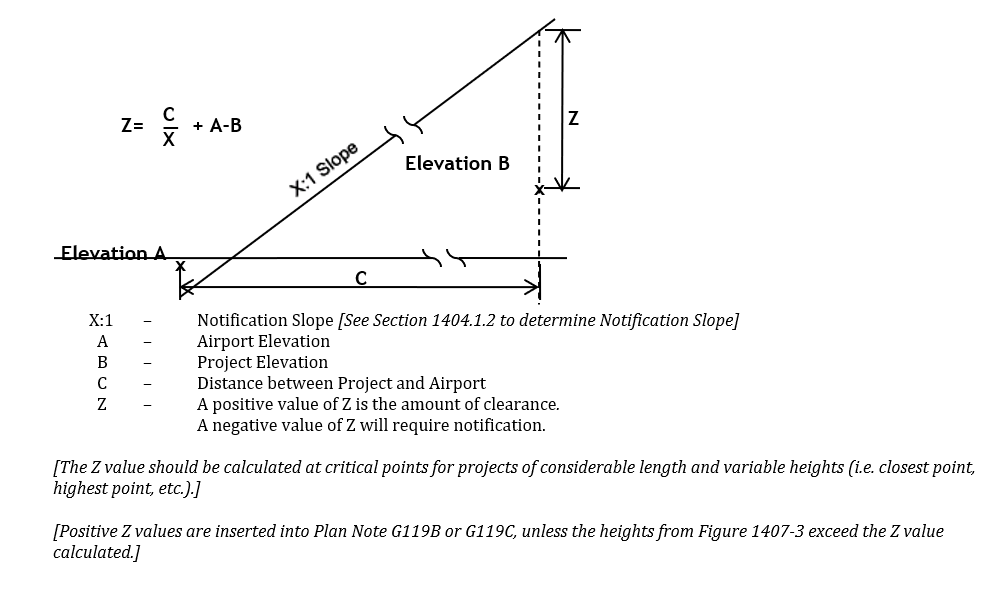 Z
Z= C/X + A-B
Elevation B
X:1 Slope
Elevation A
C
X:1 – Notification Slope [See Section 1404.1.2 to determine Notification Slope]
A – Airport Elevation
B – Project Elevation
C – Distance between Project and Airport
Z – A positive value of Z is the amount of clearance.
A negative value of Z will require notification.
[The Z value should be calculated at critical points for projects of considerable length and variable heights (i.e. closest point,
highest point, etc.).]
[Positive Z values are inserted into Plan Note G119B or G119C, unless the heights from Figure 1407-3 exceed the Z value
calculated.]